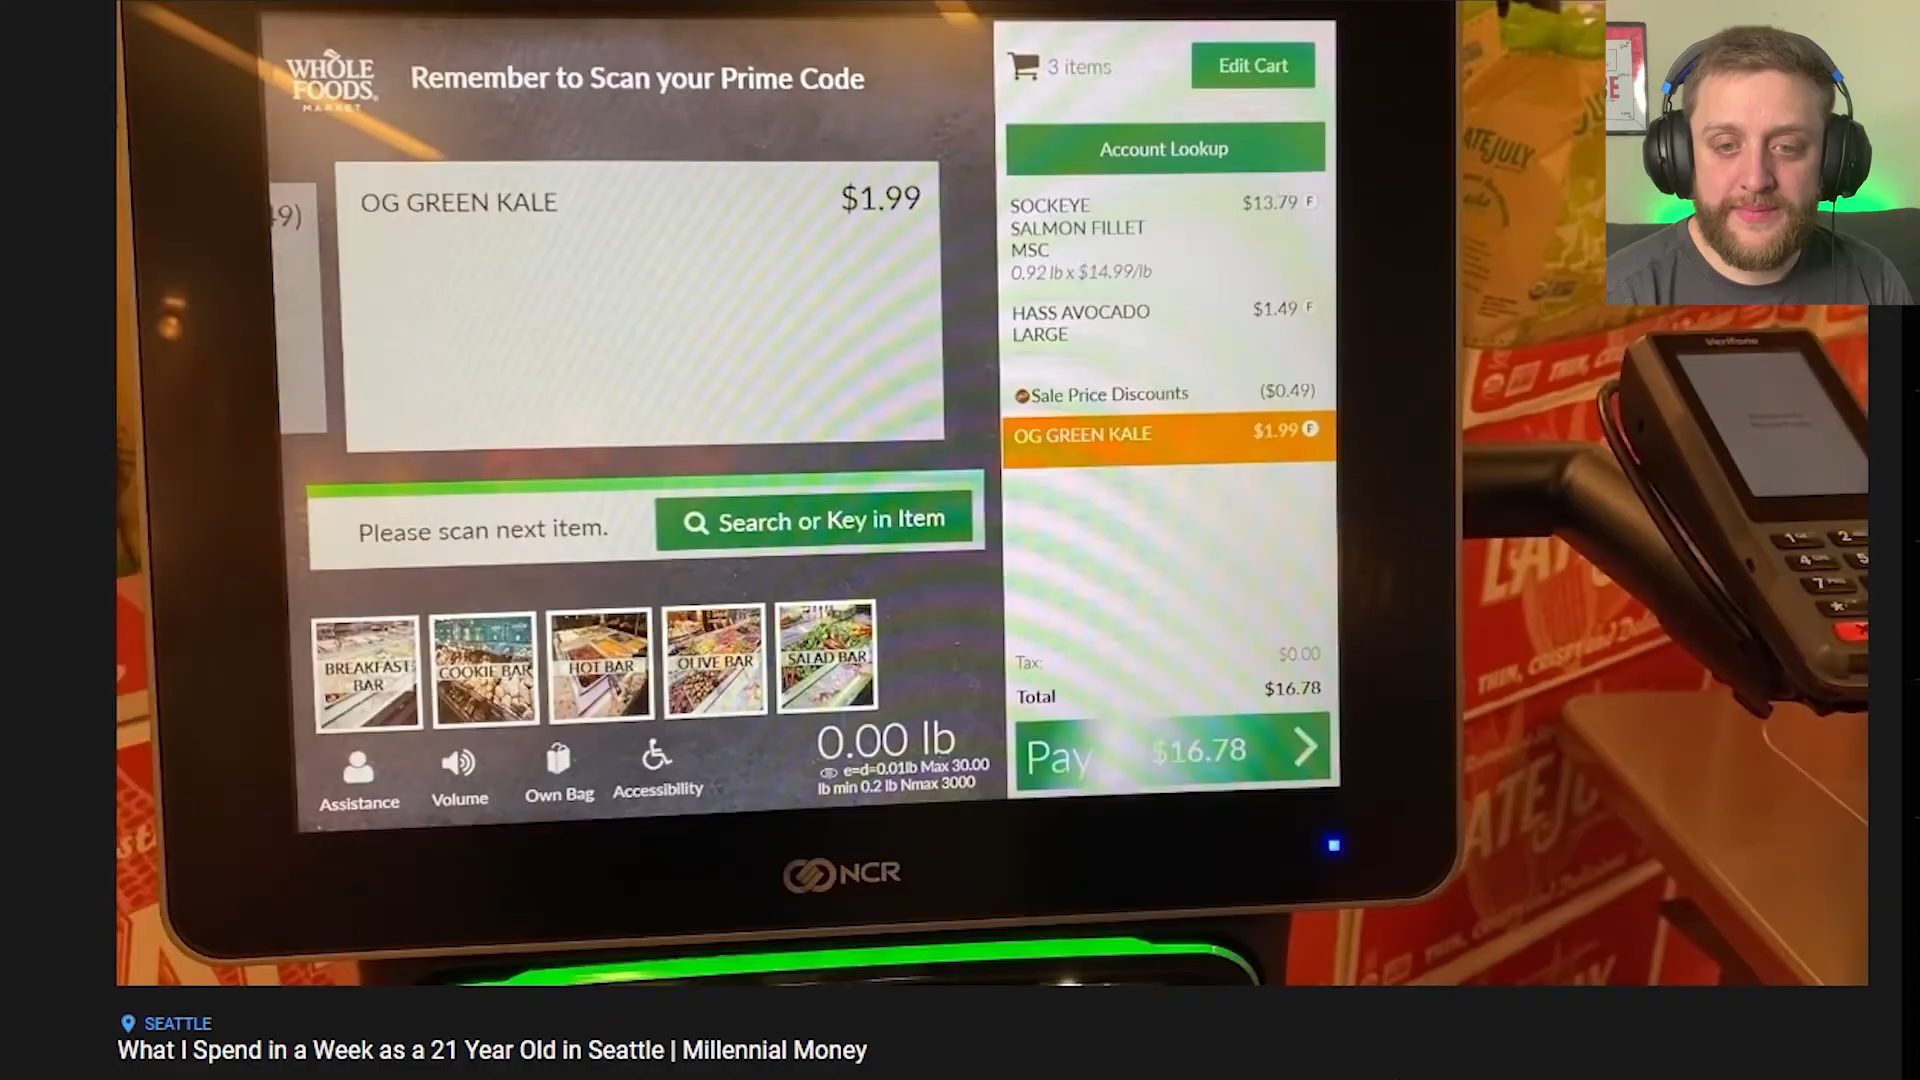 WHOLE
FOODS
MARKET
Remember to Scan your Prime Code
3 items
Edit Cart
Account Lookup
49)
OG GREEN KALE
$1.99
SOCKEYE
SALMON FILLET
MSC
$13.79 F
0.92 lb x $14.99/lb
HASS AVOCADO
LARGE
$1.49 F
Sale Price Discounts
($0.49)
OG GREEN KALE
$1.99 F
Please scan next item.
Search or Key in Item
BREAKFAST
BAR
COOKIE BAR
HOT BAR
OLIVE BAR
SALAD BAR
Tax:
$0.00
Total
$16.78
Pay
$16.78
Assistance
Volume
Own Bag
Accessibility
0.00 lb
e=d=0.01lb Max 30.00
lb min 0.2 lb Nmax 3000
NCR
Verifone
ATE JULY
SEATTLE
What I Spend in a Week as a 21 Year Old in Seattle | Millennial Money